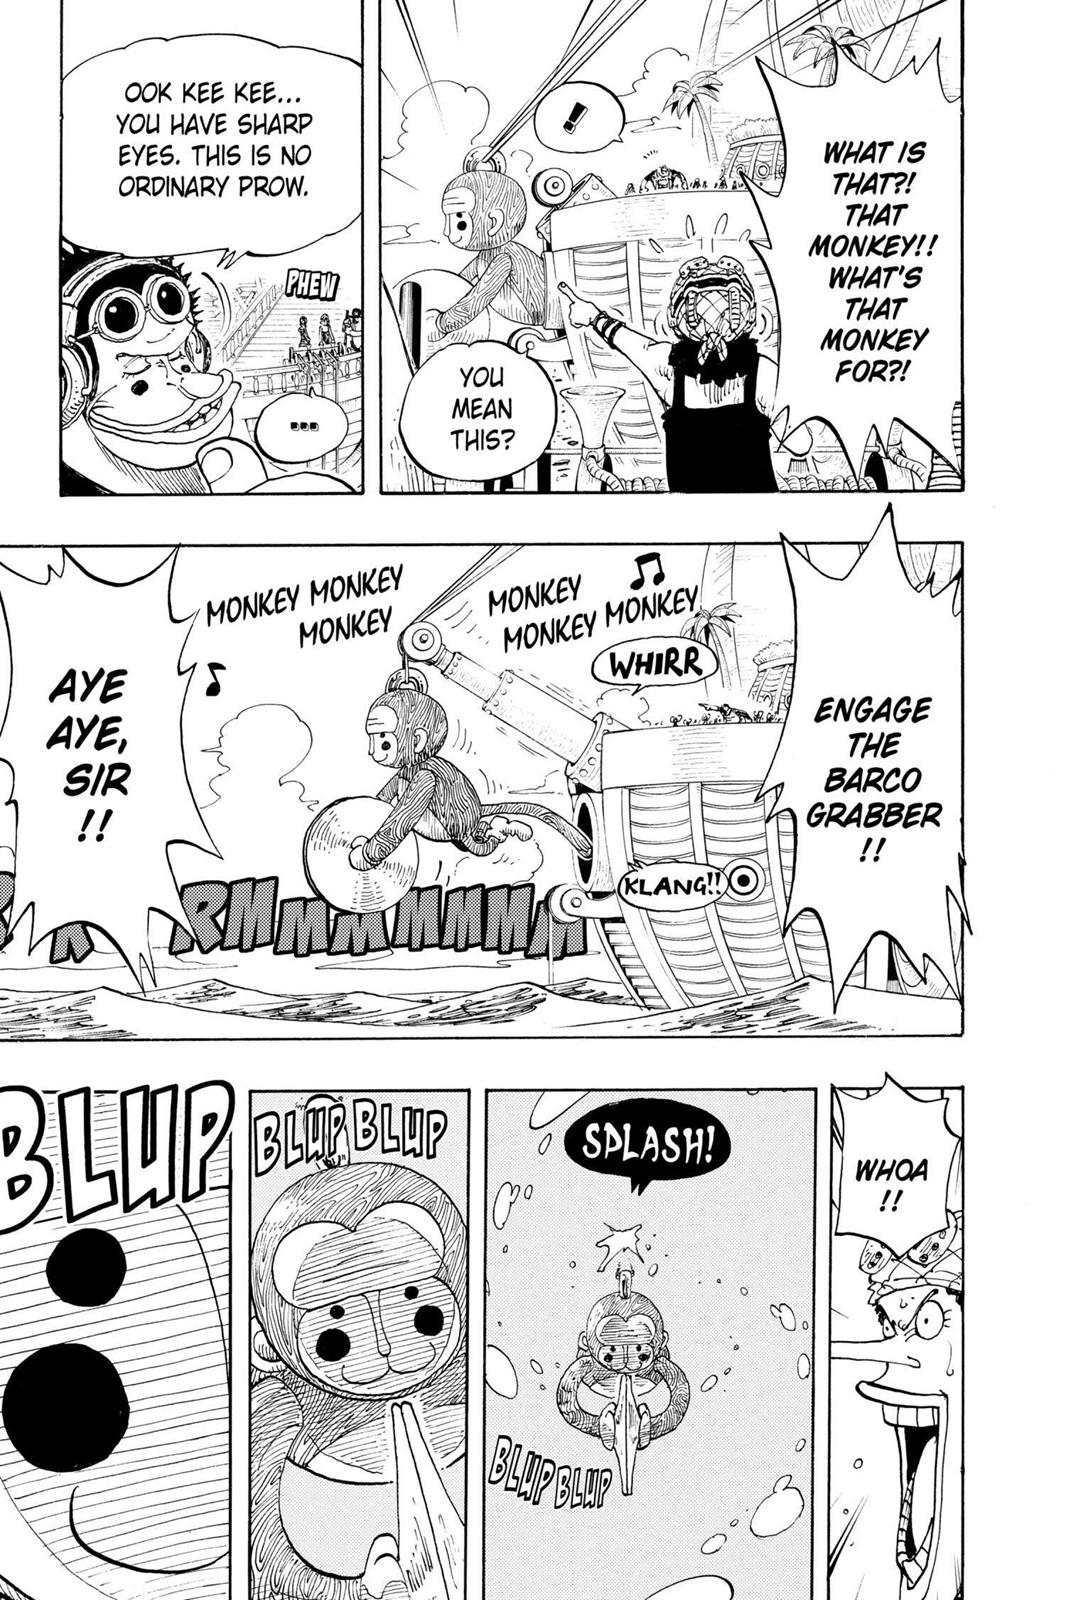 WHAT IS
THAT?!
THAT
MONKEY!!
WHAT'S
THAT
MONKEY
FOR?!
!
YOU
MEAN
THIS?
OOK KEE KEE...
YOU HAVE SHARP
EYES. THIS IS NO
ORDINARY PROW.
PHEW
...
ENGAGE
THE
BARCO
GRABBER
!!
MONKEY
MONKEY MONKEY
WHIRR
KLANG!!
MONKEY MONKEY
MONKEY
RMMMMMMM
AYE
AYE,
SIR
!!
WHOA
!!
SPLASH!
BLUP BLUP
BLUP BLUP
BLUP